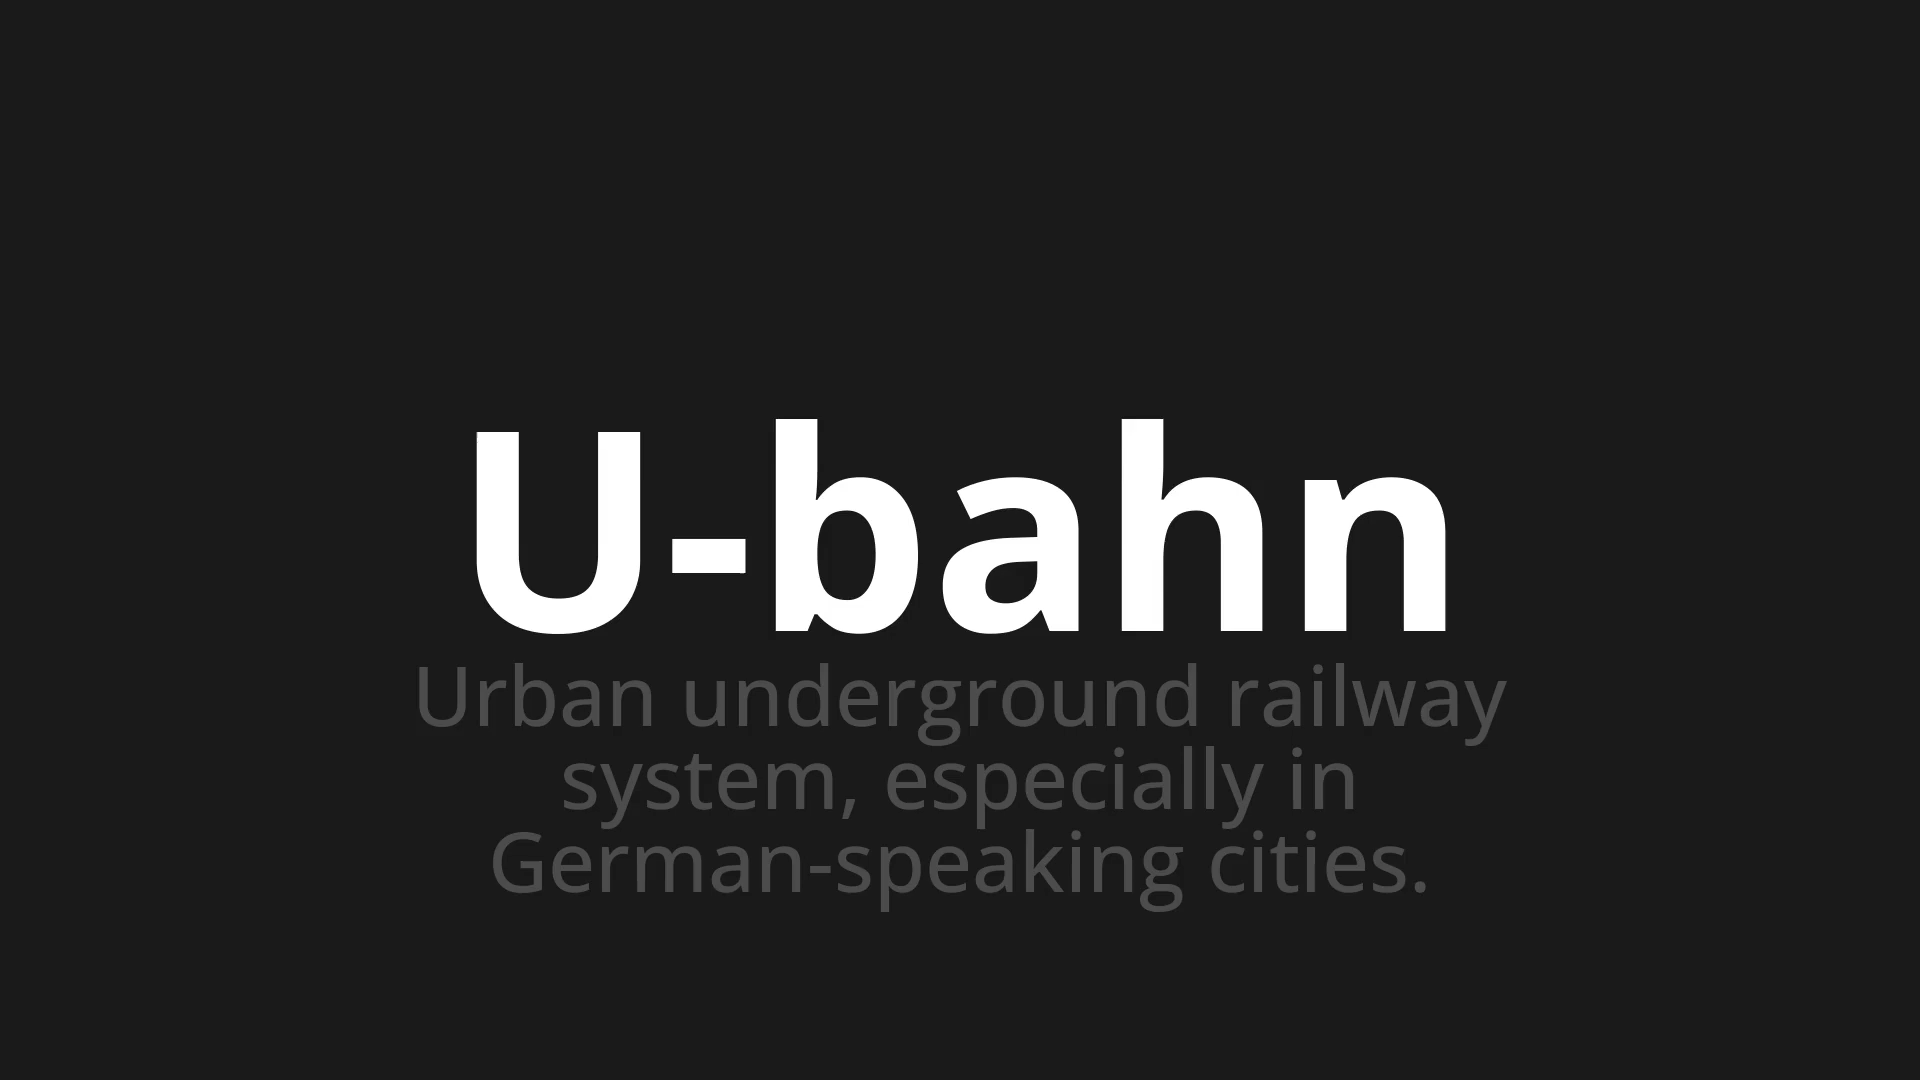 U-bahn
Urban underground railway
system, especially in
German-speaking cities.